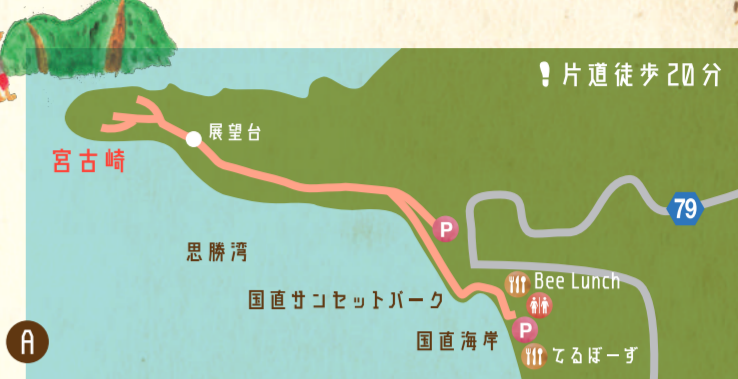 片道徒歩20分
展望台
宮古崎
79
P
思勝湾
Bee Lunch
国直サンセットパーク
P
国直海岸
A
てるぼーず